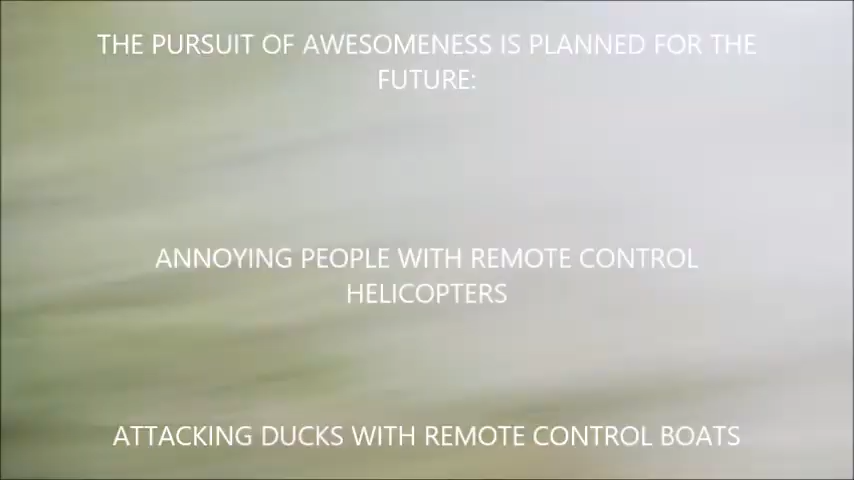 THE PURSUIT OF AWESOMENESS IS PLANNED FOR THE
FUTURE:
ANNOYING PEOPLE WITH REMOTE CONTROL
HELICOPTERS
ATTACKING DUCKS WITH REMOTE CONTROL BOATS